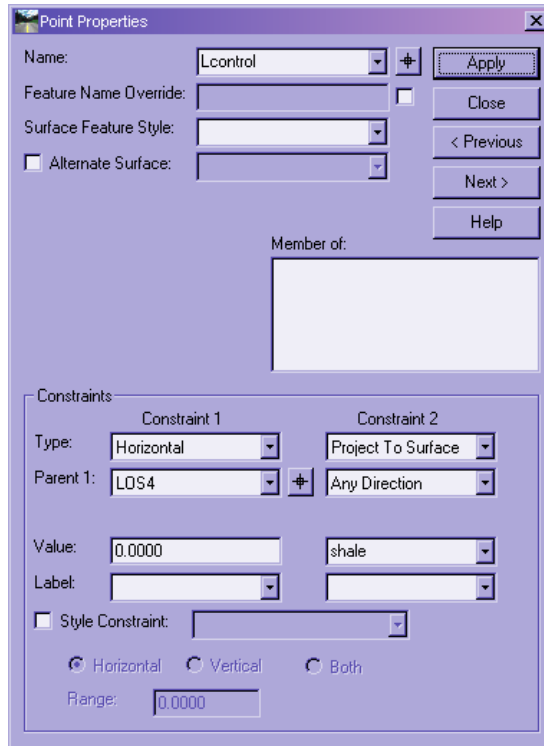 Point Properties
Name: Lcontrol Apply
Feature Name Override: Close
Surface Feature Style: < Previous
Alternate Surface: Next >
Help
Member of:
Constraints
Constraint 1 Constraint 2
Type: Horizontal Project To Surface
Parent 1: LOS4 Any Direction
Value: 0.0000 shale
Label:
Style Constraint:
Horizontal Vertical Both
Range: 0.0000